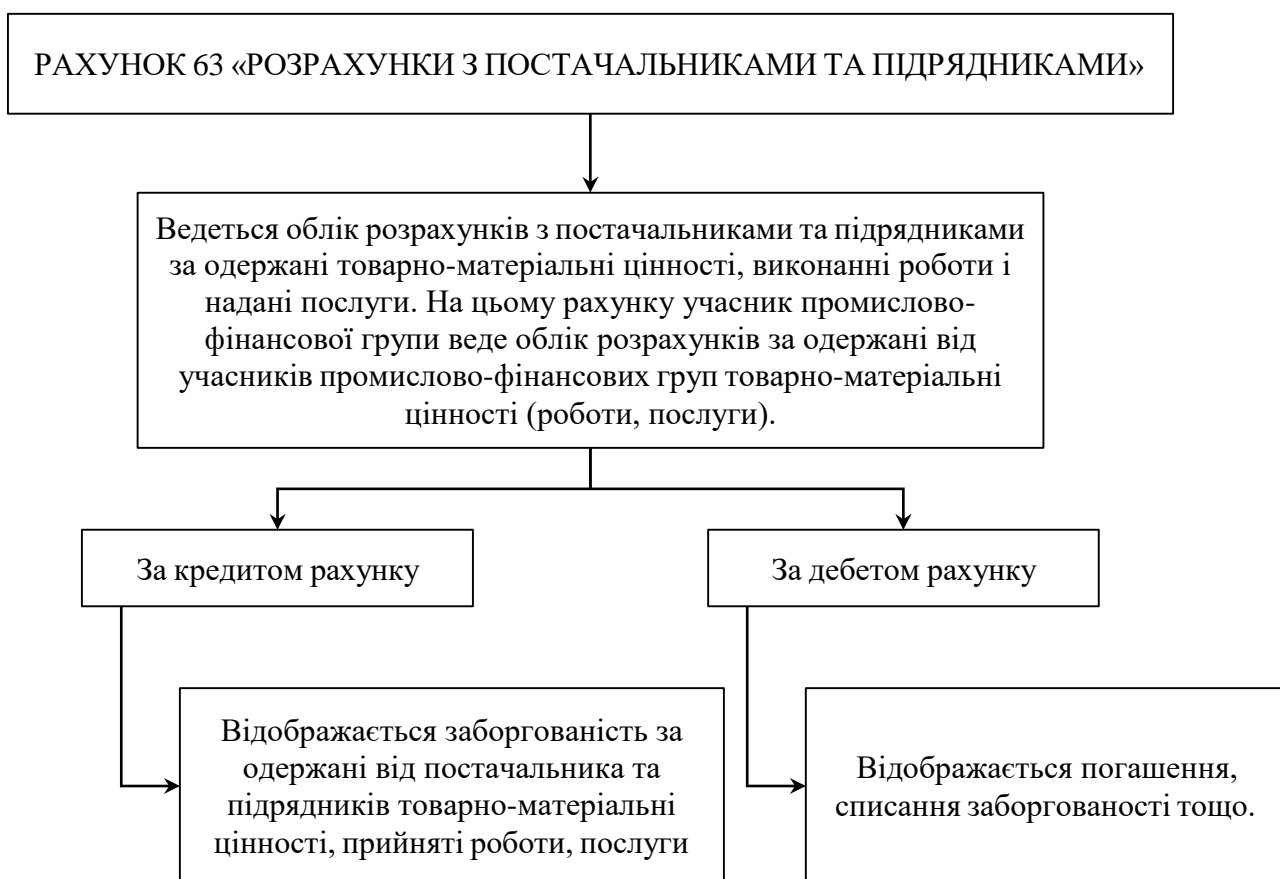 РАХУНОК 63 «РОЗРАХУНКИ З ПОСТАЧАЛЬНИКАМИ ТА ПІДРЯДНИКАМИ»
Ведеться облік розрахунків з постачальниками та підрядниками
за одержані товарно-матеріальні цінності, виконанні роботи і
надані послуги. На цьому рахунку учасник промислово-
фінансової групи веде облік розрахунків за одержані від
учасників промислово-фінансових груп товарно-матеріальні
цінності (роботи, послуги).
За кредитом рахунку
За дебетом рахунку
Відображається заборгованість за
одержані від постачальника та
підрядників товарно-матеріальні
цінності, прийняті роботи, послуги
Відображається погашення,
списання заборгованості тощо.